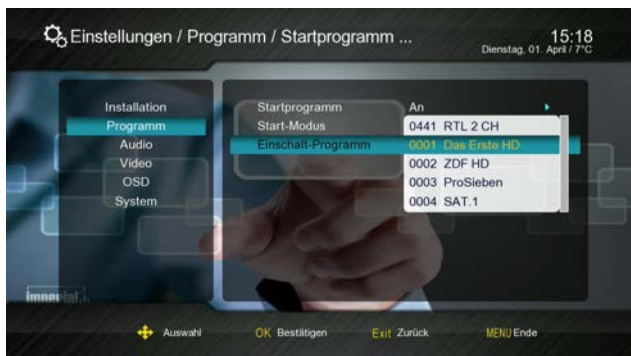 Einstellungen / Programm / Startprogramm ...
15:18
Dienstag, 01. April / 7°C
Installation
Programm
Audio
Video
OSD
System
Startprogramm An
Start-Modus
Einschalt-Programm
0441 RTL 2 CH
0001 Das Erste HD
0002 ZDF HD
0003 ProSieben
0004 SAT.1
imperial
Auswahl
OK Bestätigen
Exit Zurück
MENU Ende